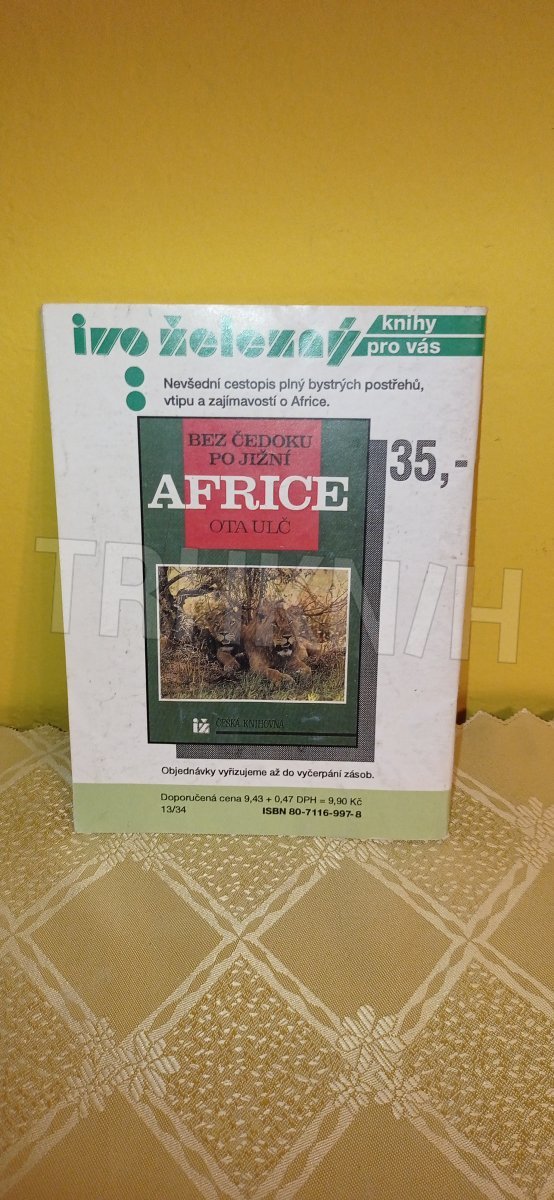 ivo železný
knihy
pro vás
Nevšední cestopis plný bystrých postřehů,
vtipu a zajímavostí o Africe.
35,-
BEZ ČEDOKU
PO JIŽNÍ
AFRICE
OTA ULČ
TRHKNIH
iž ČESKÁ KNIHOVNA
Objednávky vyřizujeme až do vyčerpání zásob.
Doporučená cena 9,43 + 0,47 DPH = 9,90 Kč
13/34 ISBN 80-7116-997-8